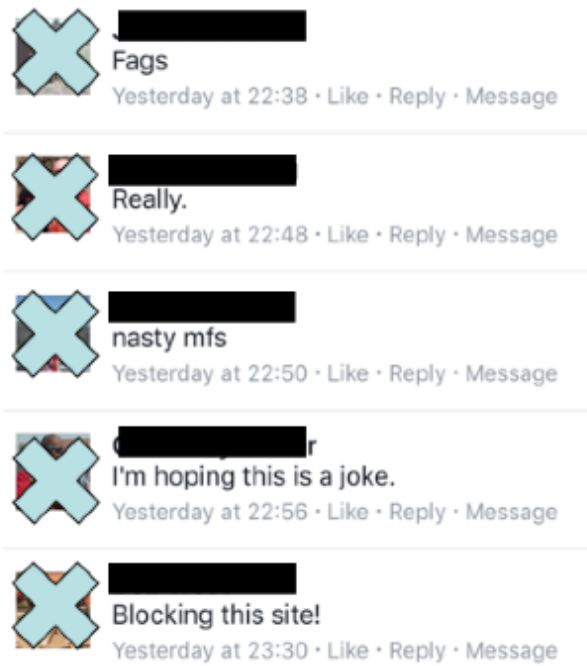 Fags
Yesterday at 22:38 · Like · Reply · Message
Really.
Yesterday at 22:48 · Like · Reply · Message
nasty mfs
Yesterday at 22:50 · Like · Reply · Message
I'm hoping this is a joke.
Yesterday at 22:56 · Like · Reply · Message
Blocking this site!
Yesterday at 23:30 · Like · Reply · Message